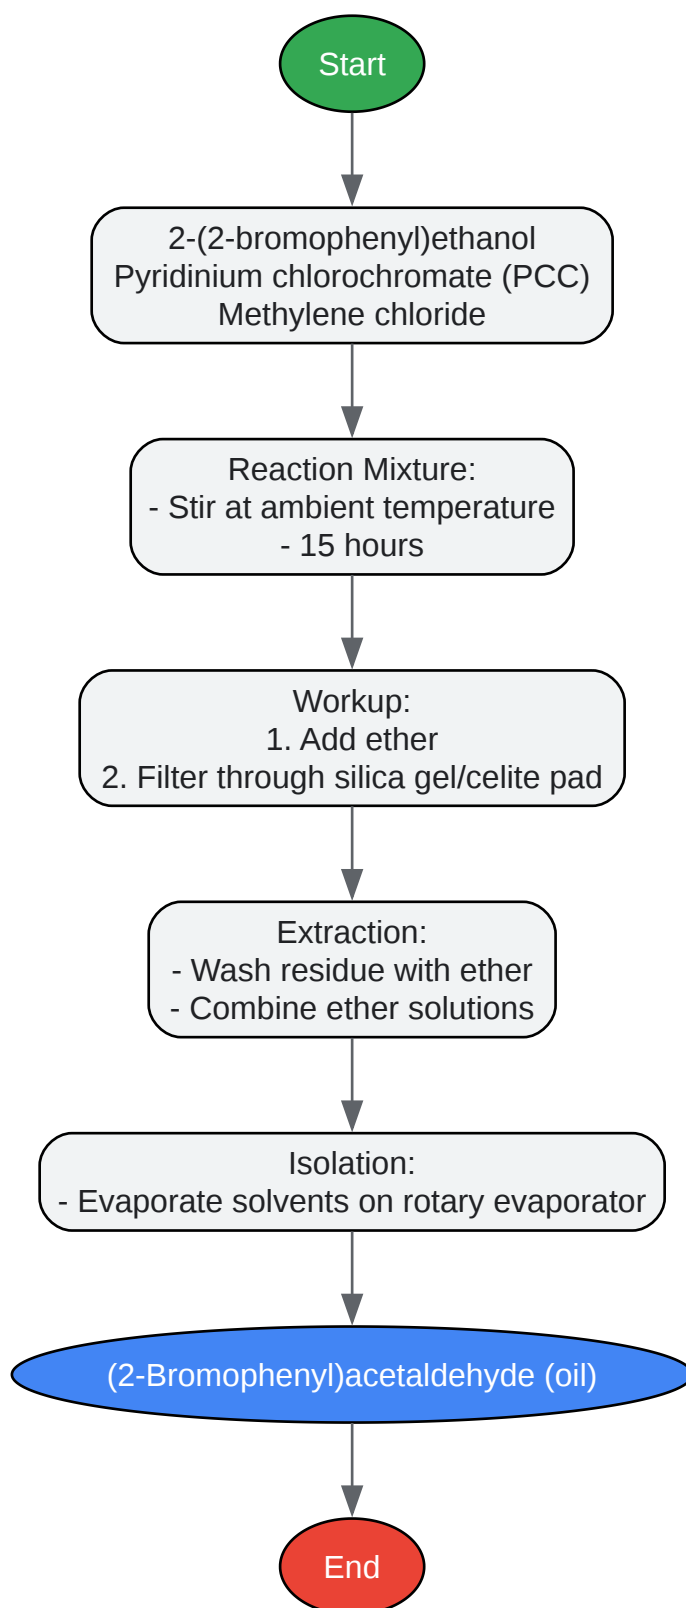 Start
2-(2-bromophenyl)ethanol
Pyridinium chlorochromate (PCC)
Methylene chloride
Reaction Mixture:
- Stir at ambient temperature
- 15 hours
Workup:
1. Add ether
2. Filter through silica gel/celite pad
Extraction:
- Wash residue with ether
- Combine ether solutions
Isolation:
- Evaporate solvents on rotary evaporator
(2-Bromophenyl)acetaldehyde (oil)
End